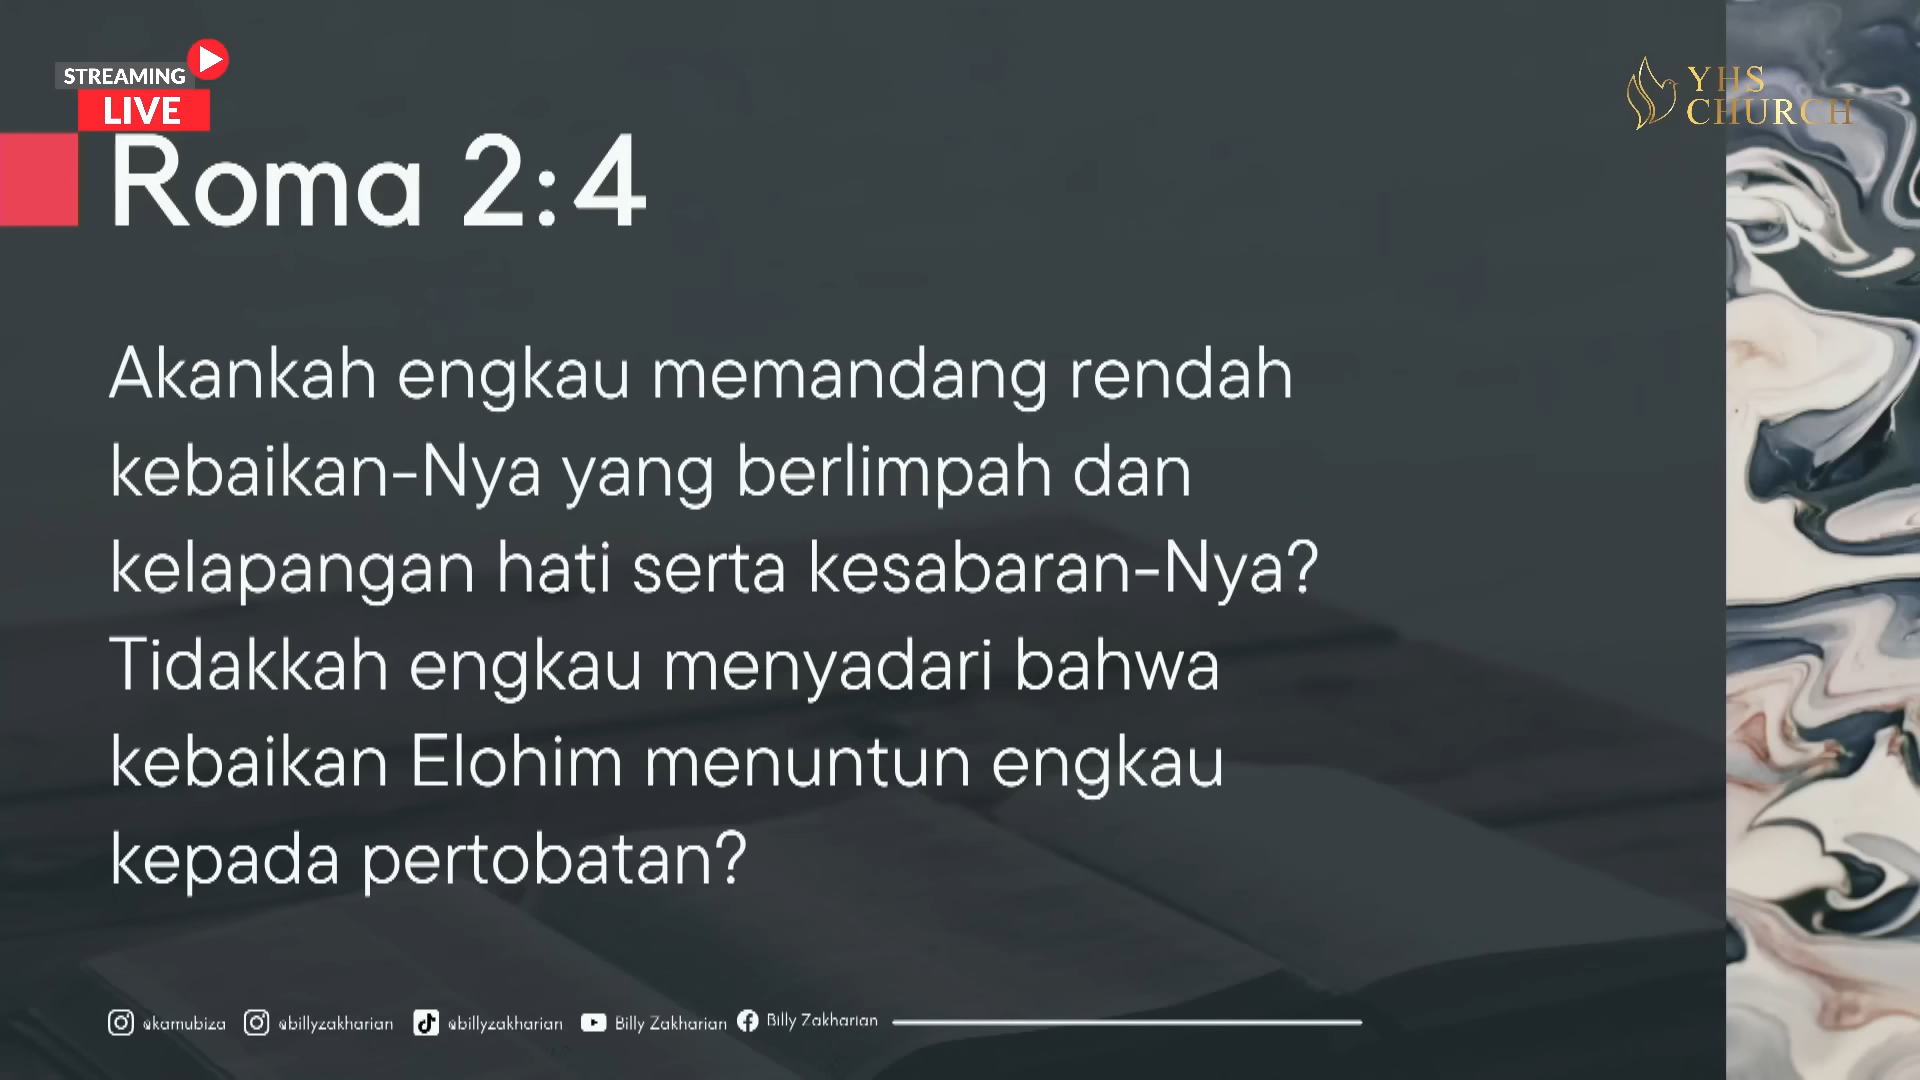 STREAMING
LIVE
YHS
CHURCH
Roma 2:4
Akankah engkau memandang rendah
kebaikan-Nya yang berlimpah dan
kelapangan hati serta kesabaran-Nya?
Tidakkah engkau menyadari bahwa
kebaikan Elohim menuntun engkau
kepada pertobatan?
@kamubiza @billyzakharian @billyzakharian Billy Zakharian Billy Zakharian